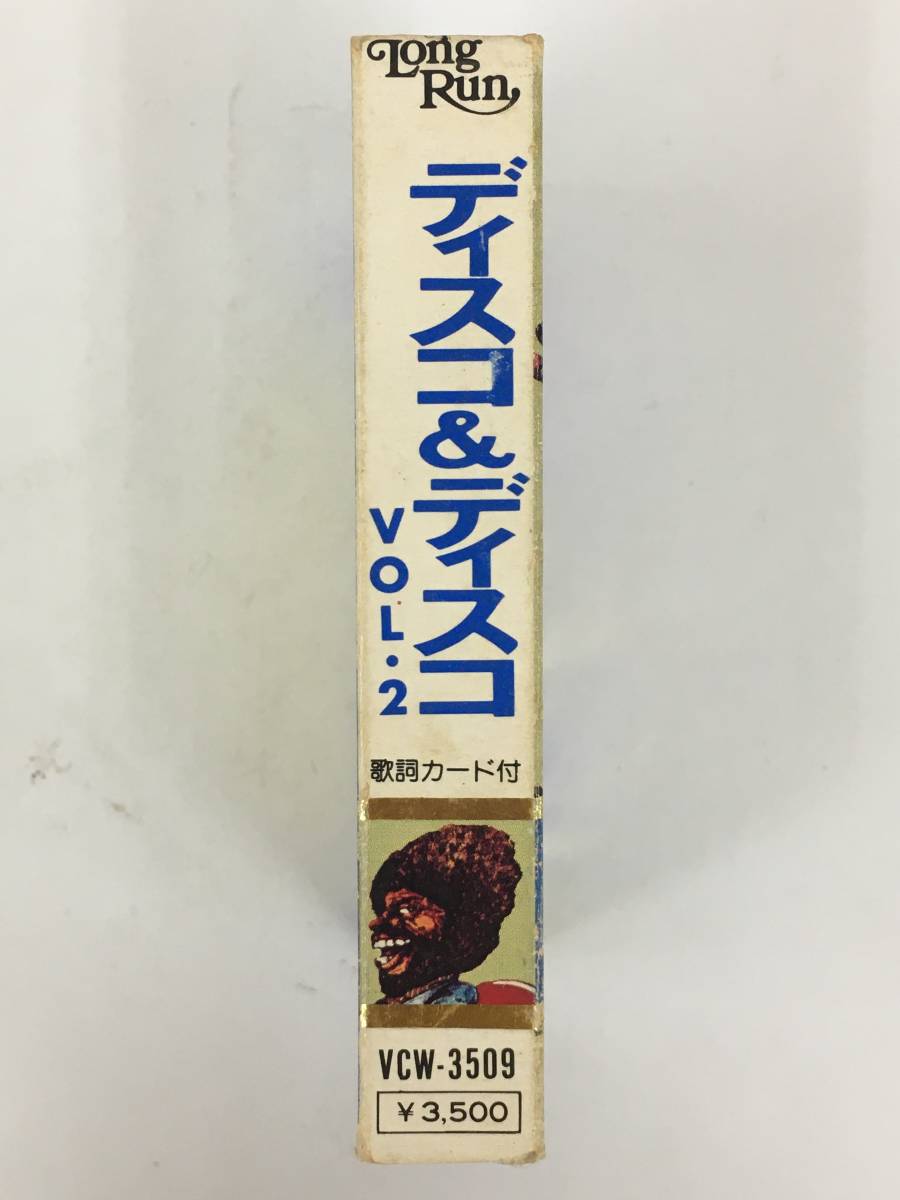 Long
Run
ディスコ&ディスコ
VOL.2
歌詞カード付
VCW-3509
¥3,500